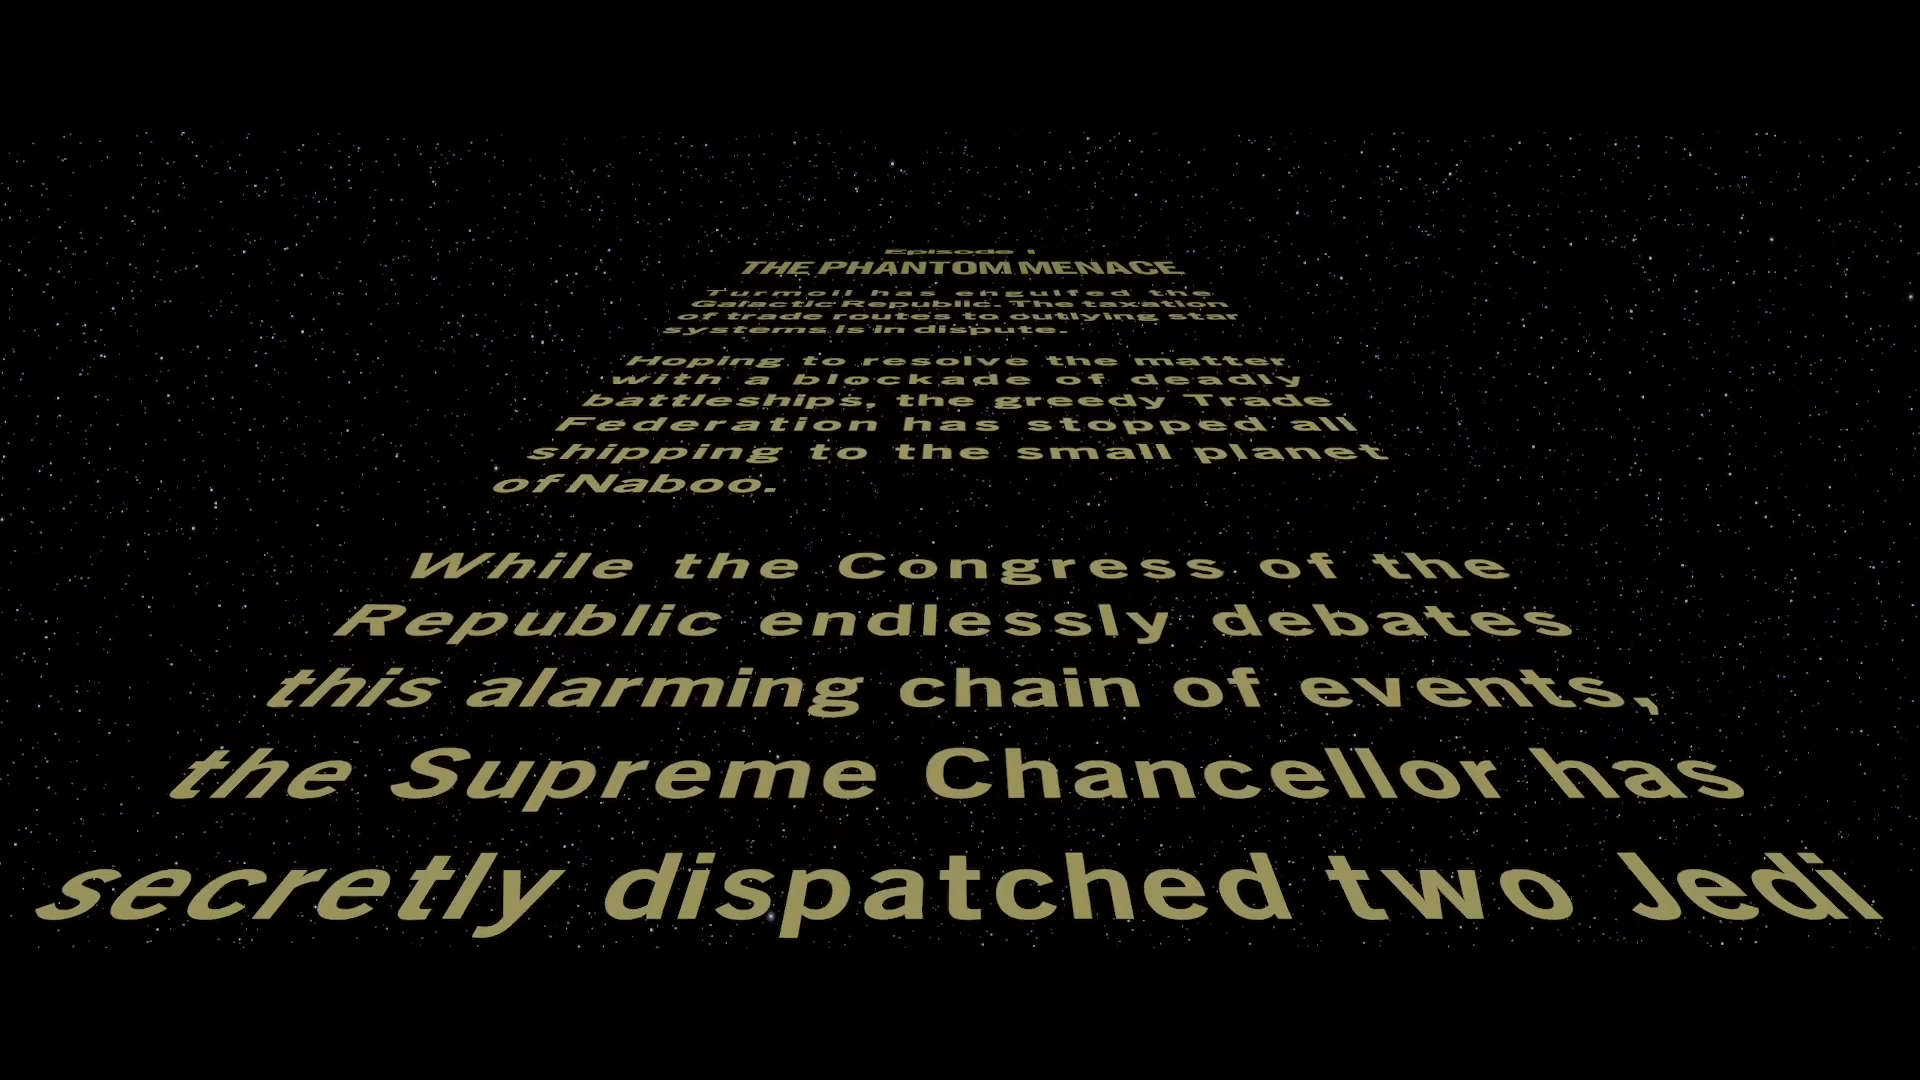 Episode I
THE PHANTOM MENACE
Turmoil has engulfed the
Galactic Republic. The taxation
of trade routes to outlying star
systems is in dispute.
Hoping to resolve the matter
with a blockade of deadly
battleships, the greedy Trade
Federation has stopped all
shipping to the small planet
of Naboo.
While the Congress of the
Republic endlessly debates
this alarming chain of events,
the Supreme Chancellor has
secretly dispatched two Jedi